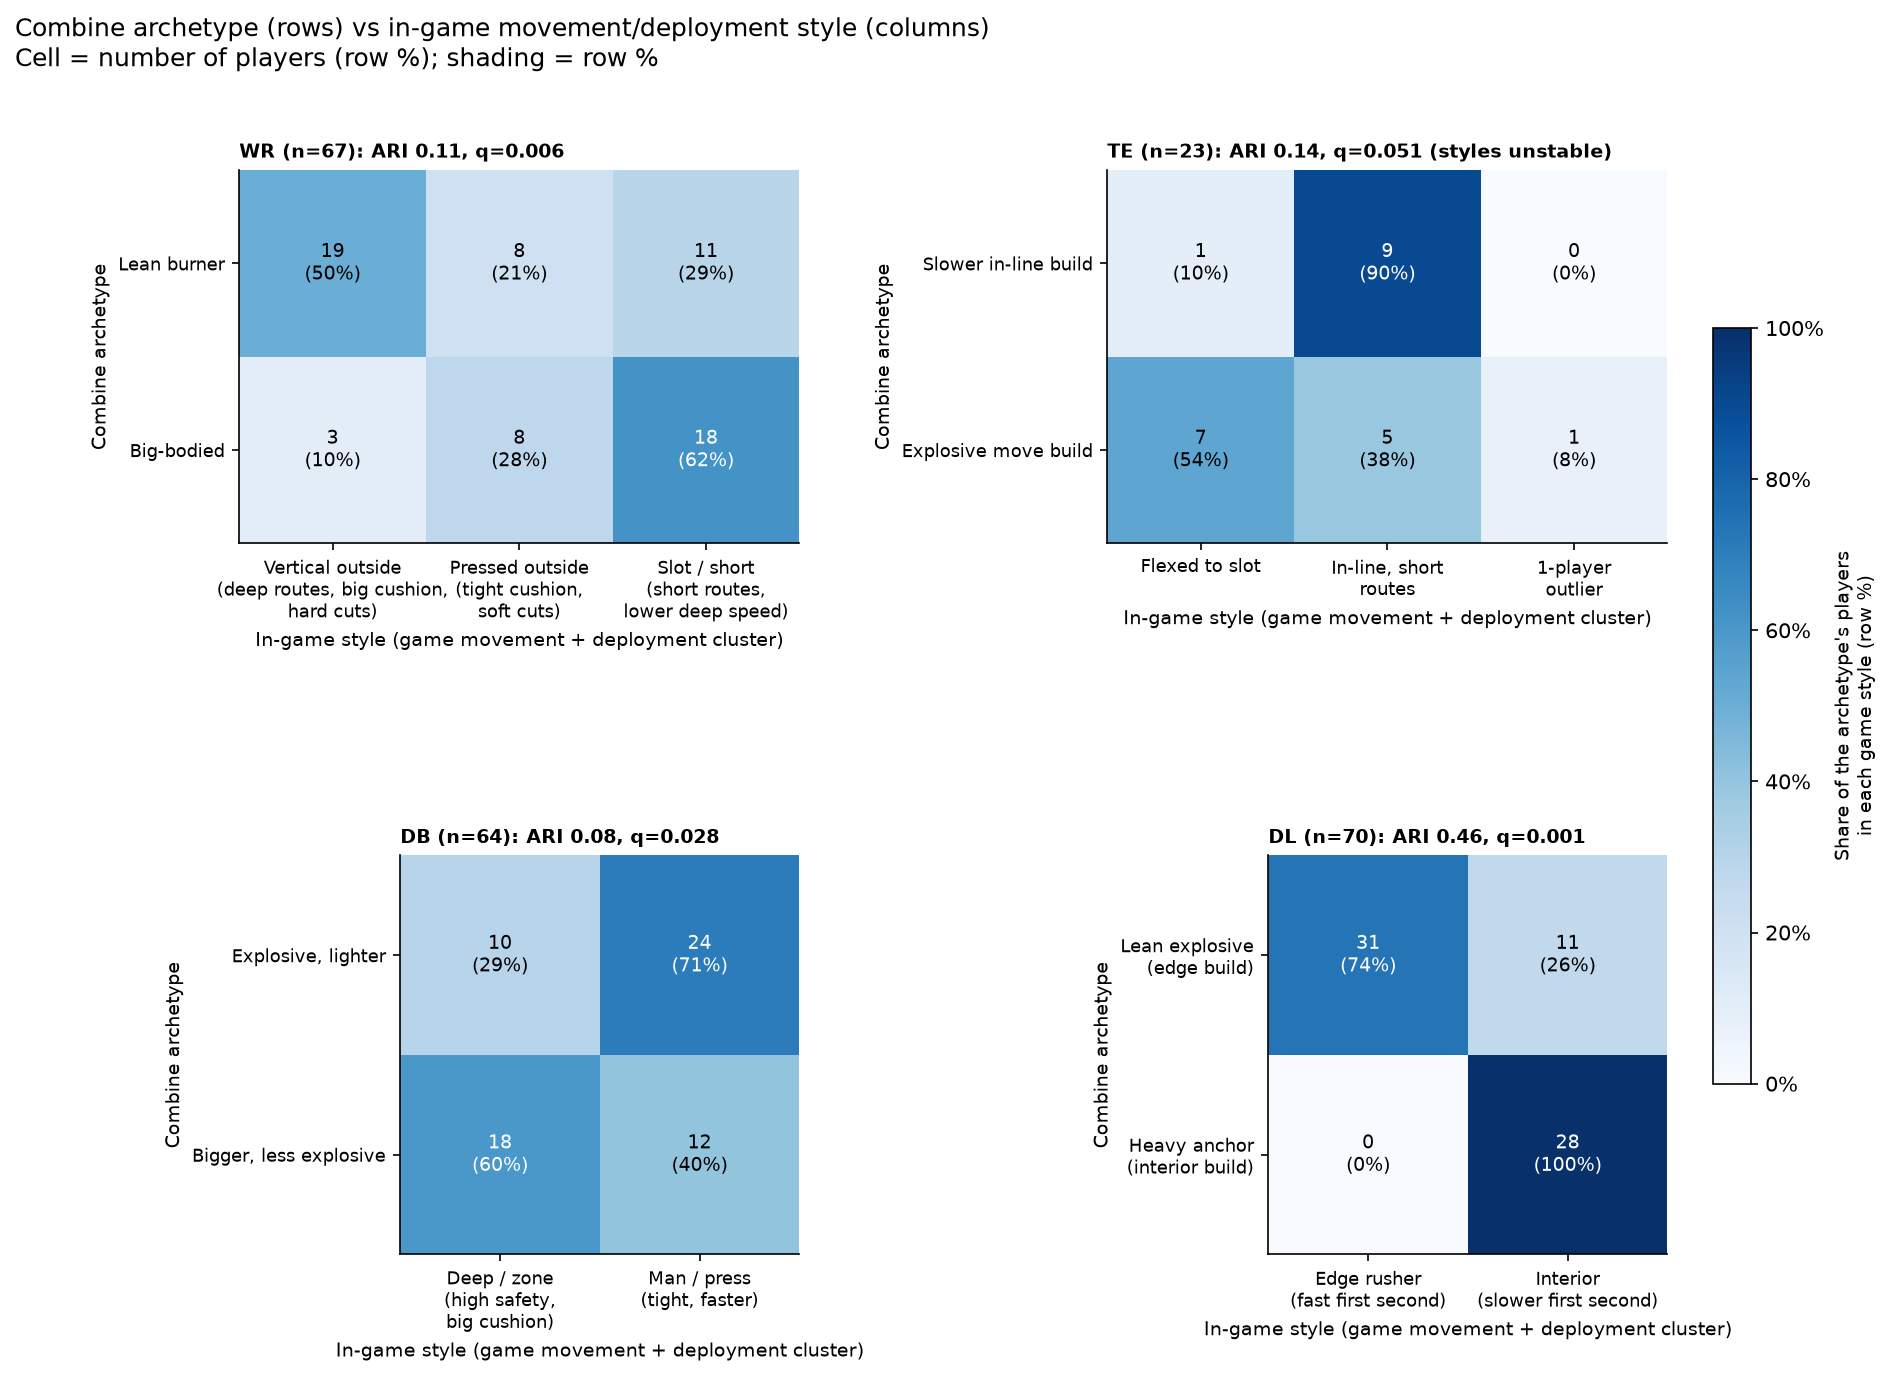 Combine archetype (rows) vs in-game movement/deployment style (columns)
Cell = number of players (row %); shading = row %
WR (n=67): ARI 0.11, q=0.006
Combine archetype
Lean burner
19
(50%)
8
(21%)
11
(29%)
Big-bodied
3
(10%)
8
(28%)
18
(62%)
Vertical outside
(deep routes, big cushion,
hard cuts)
Pressed outside
(tight cushion,
soft cuts)
Slot / short
(short routes,
lower deep speed)
In-game style (game movement + deployment cluster)
TE (n=23): ARI 0.14, q=0.051 (styles unstable)
Combine archetype
Slower in-line build
1
(10%)
9
(90%)
0
(0%)
Explosive move build
7
(54%)
5
(38%)
1
(8%)
Flexed to slot
In-line, short
routes
1-player
outlier
In-game style (game movement + deployment cluster)
DB (n=64): ARI 0.08, q=0.028
Combine archetype
Explosive, lighter
10
(29%)
24
(71%)
Bigger, less explosive
18
(60%)
12
(40%)
Deep / zone
(high safety,
big cushion)
Man / press
(tight, faster)
In-game style (game movement + deployment cluster)
DL (n=70): ARI 0.46, q=0.001
Combine archetype
Lean explosive
(edge build)
31
(74%)
11
(26%)
Heavy anchor
(interior build)
0
(0%)
28
(100%)
Edge rusher
(fast first second)
Interior
(slower first second)
In-game style (game movement + deployment cluster)
100%
80%
60%
40%
20%
0%
Share of the archetype's players
in each game style (row %)